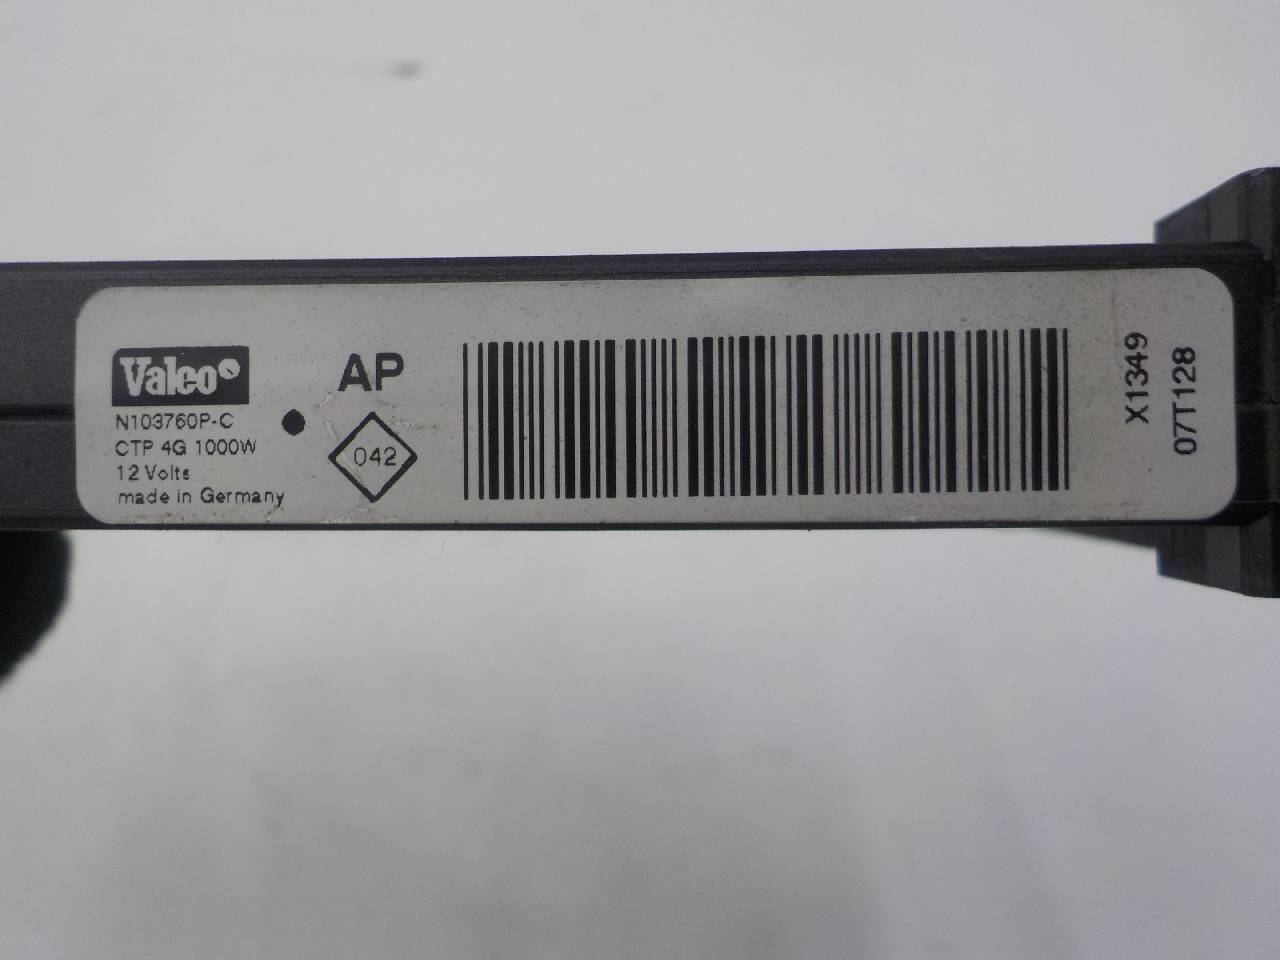 Valeo
N103760P-C
CTP 4G 1000W
12 Volts
made in Germany
AP
042
X1349
07T128